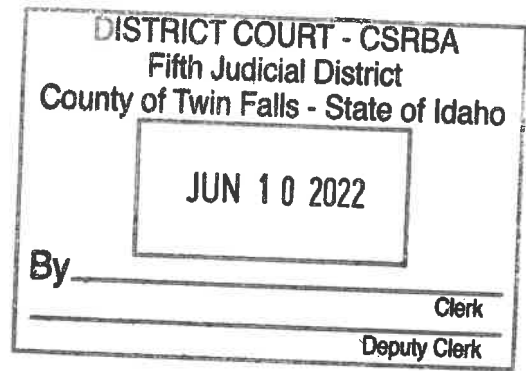 DISTRICT COURT - CSRBA
Fifth Judicial District
County of Twin Falls - State of Idaho
JUN 10 2022
By
Clerk
Deputy Clerk